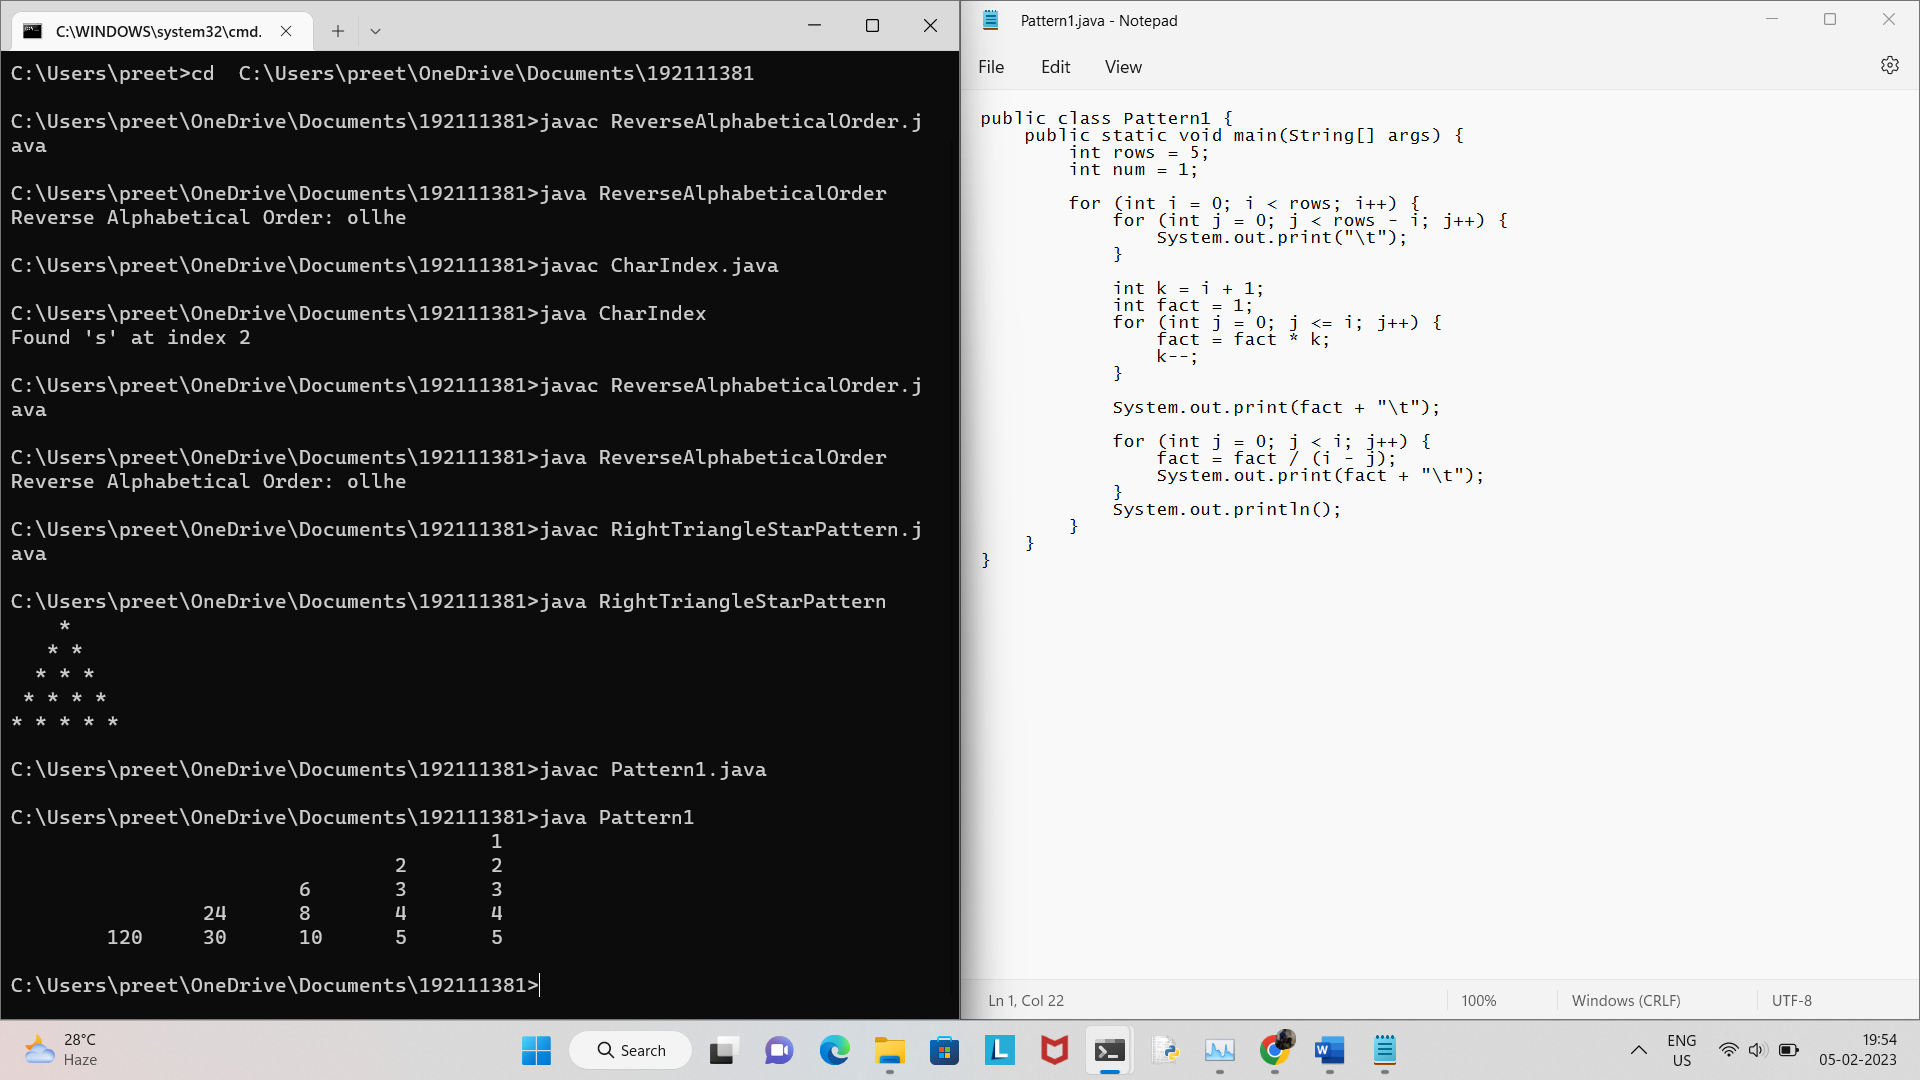 C:\WINDOWS\system32\cmd.
C:\Users\preet>cd  C:\Users\preet\OneDrive\Documents\192111381
C:\Users\preet\OneDrive\Documents\192111381>javac ReverseAlphabeticalOrder.j
ava
C:\Users\preet\OneDrive\Documents\192111381>java ReverseAlphabeticalOrder
Reverse Alphabetical Order: ollhe
C:\Users\preet\OneDrive\Documents\192111381>javac CharIndex.java
C:\Users\preet\OneDrive\Documents\192111381>java CharIndex
Found 's' at index 2
C:\Users\preet\OneDrive\Documents\192111381>javac ReverseAlphabeticalOrder.j
ava
C:\Users\preet\OneDrive\Documents\192111381>java ReverseAlphabeticalOrder
Reverse Alphabetical Order: ollhe
C:\Users\preet\OneDrive\Documents\192111381>javac RightTriangleStarPattern.j
ava
C:\Users\preet\OneDrive\Documents\192111381>java RightTriangleStarPattern
*
* *
* * *
* * * *
* * * * *
C:\Users\preet\OneDrive\Documents\192111381>javac Pattern1.java
C:\Users\preet\OneDrive\Documents\192111381>java Pattern1
1
2 2
6 3 3
24 8 4 4
120 30 10 5 5
C:\Users\preet\OneDrive\Documents\192111381>
Pattern1.java - Notepad
File Edit View
public class Pattern1 {
    public static void main(String[] args) {
        int rows = 5;
        int num = 1;
        for (int i = 0; i < rows; i++) {
            for (int j = 0; j < rows - i; j++) {
                System.out.print("\t");
            }
            int k = i + 1;
            int fact = 1;
            for (int j = 0; j <= i; j++) {
                fact = fact * k;
                k--;
            }
            System.out.print(fact + "\t");
            for (int j = 0; j < i; j++) {
                fact = fact / (i - j);
                System.out.print(fact + "\t");
            }
            System.out.println();
        }
    }
}
Ln 1, Col 22 100% Windows (CRLF) UTF-8
28°C
Haze
Search
ENG
US
19:54
05-02-2023